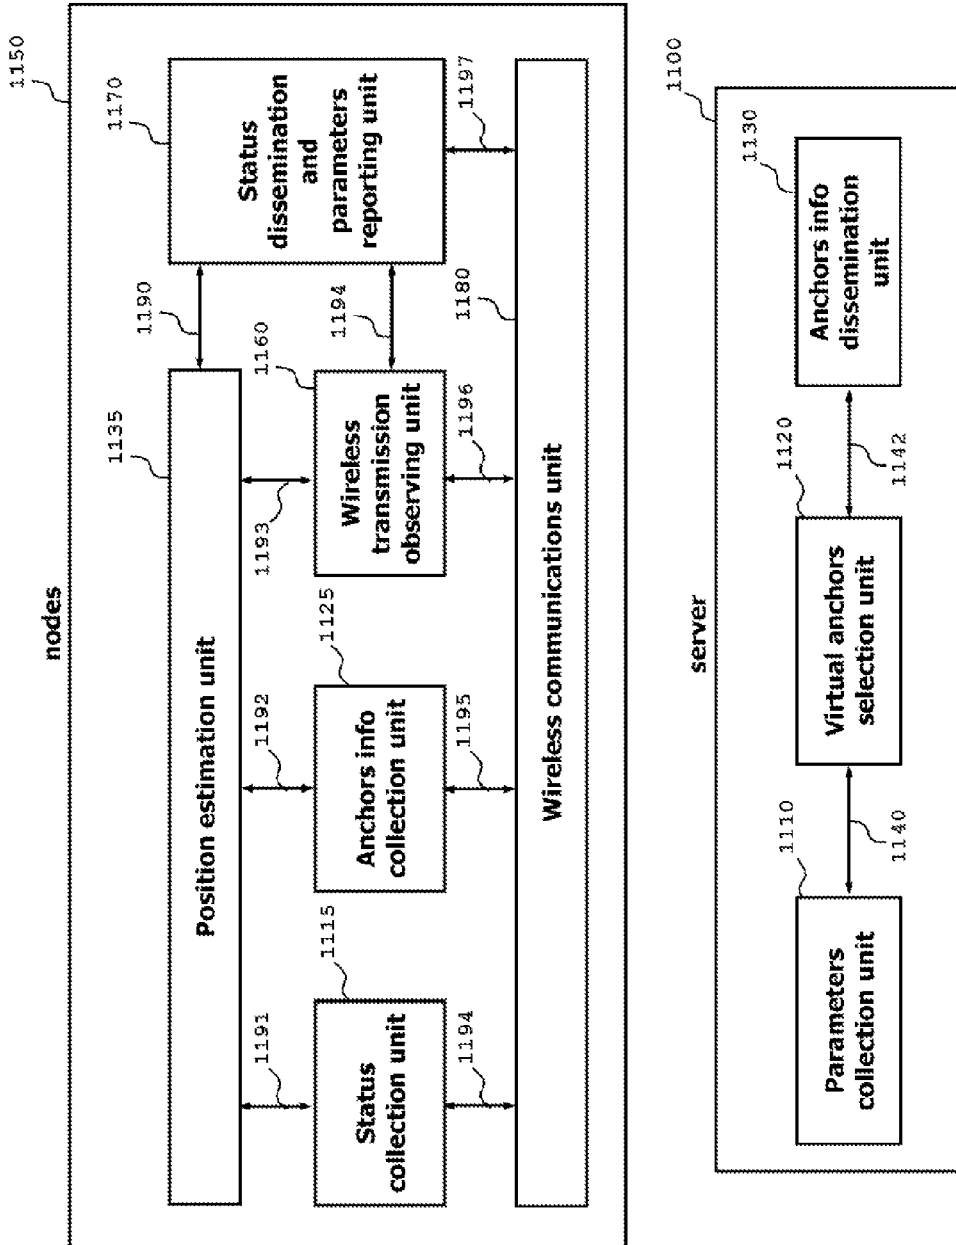 nodes
1150
Position estimation unit
1135
1190
1191
1192
1193
Status
collection unit
1115
Anchors info
collection unit
1125
Wireless
transmission
observing unit
1160
1194
Status
dissemination
and
parameters
reporting unit
1170
1194
1195
1196
1197
Wireless communications unit
1180
server
1100
Parameters
collection unit
1110
1140
Virtual anchors
selection unit
1120
1142
Anchors info
dissemination
unit
1130